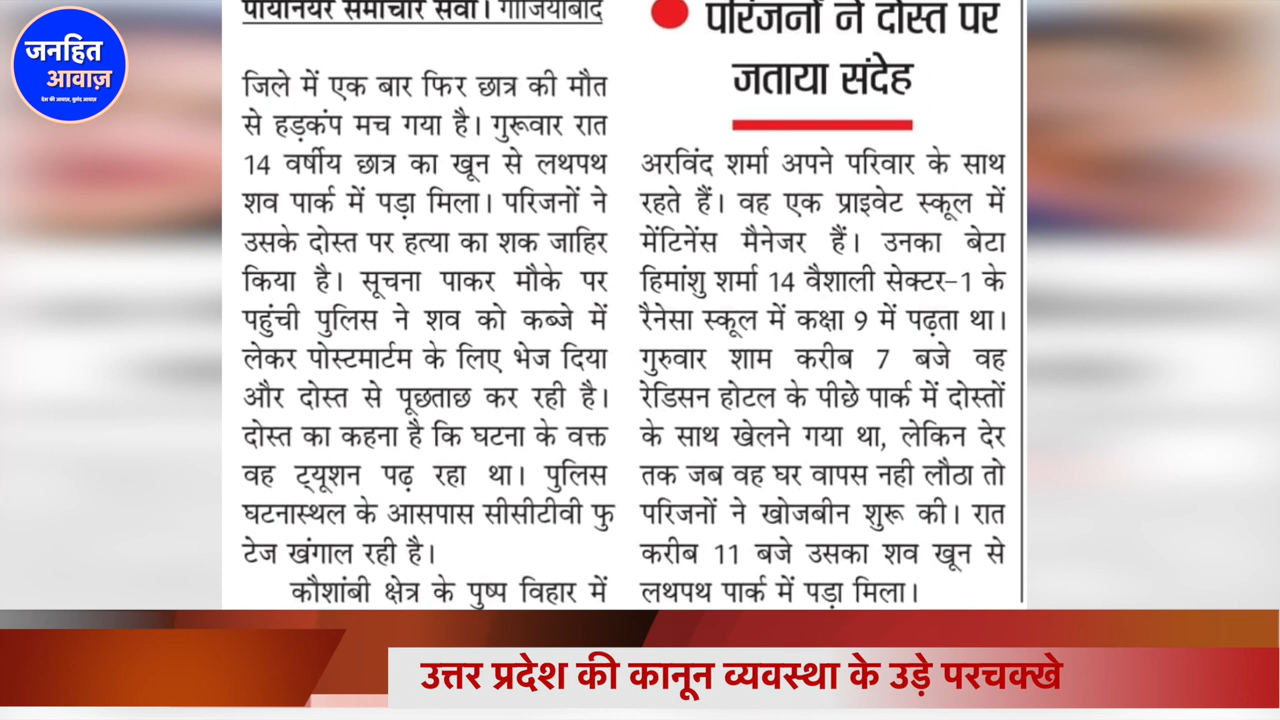 जनहित
आवाज़
देश की आवाज़, बुलंद आवाज़
पायनियर समाचार सेवा। गाजियाबाद
जिले में एक बार फिर छात्र की मौत
से हड़कंप मच गया है। गुरूवार रात
14 वर्षीय छात्र का खून से लथपथ
शव पार्क में पड़ा मिला। परिजनों ने
उसके दोस्त पर हत्या का शक जाहिर
किया है। सूचना पाकर मौके पर
पहुंची पुलिस ने शव को कब्जे में
लेकर पोस्टमार्टम के लिए भेज दिया
और दोस्त से पूछताछ कर रही है।
दोस्त का कहना है कि घटना के वक्त
वह ट्यूशन पढ़ रहा था। पुलिस
घटनास्थल के आसपास सीसीटीवी फु
टेज खंगाल रही है।
कौशांबी क्षेत्र के पुष्प विहार में
परिजनों ने दोस्त पर
जताया संदेह
अरविंद शर्मा अपने परिवार के साथ
रहते हैं। वह एक प्राइवेट स्कूल में
मेंटिनेंस मैनेजर हैं। उनका बेटा
हिमांशु शर्मा 14 वैशाली सेक्टर-1 के
रैनेसा स्कूल में कक्षा 9 में पढ़ता था।
गुरुवार शाम करीब 7 बजे वह
रेडिसन होटल के पीछे पार्क में दोस्तों
के साथ खेलने गया था, लेकिन देर
तक जब वह घर वापस नही लौठा तो
परिजनों ने खोजबीन शुरू की। रात
करीब 11 बजे उसका शव खून से
लथपथ पार्क में पड़ा मिला।
उत्तर प्रदेश की कानून व्यवस्था के उड़े परचक्खे